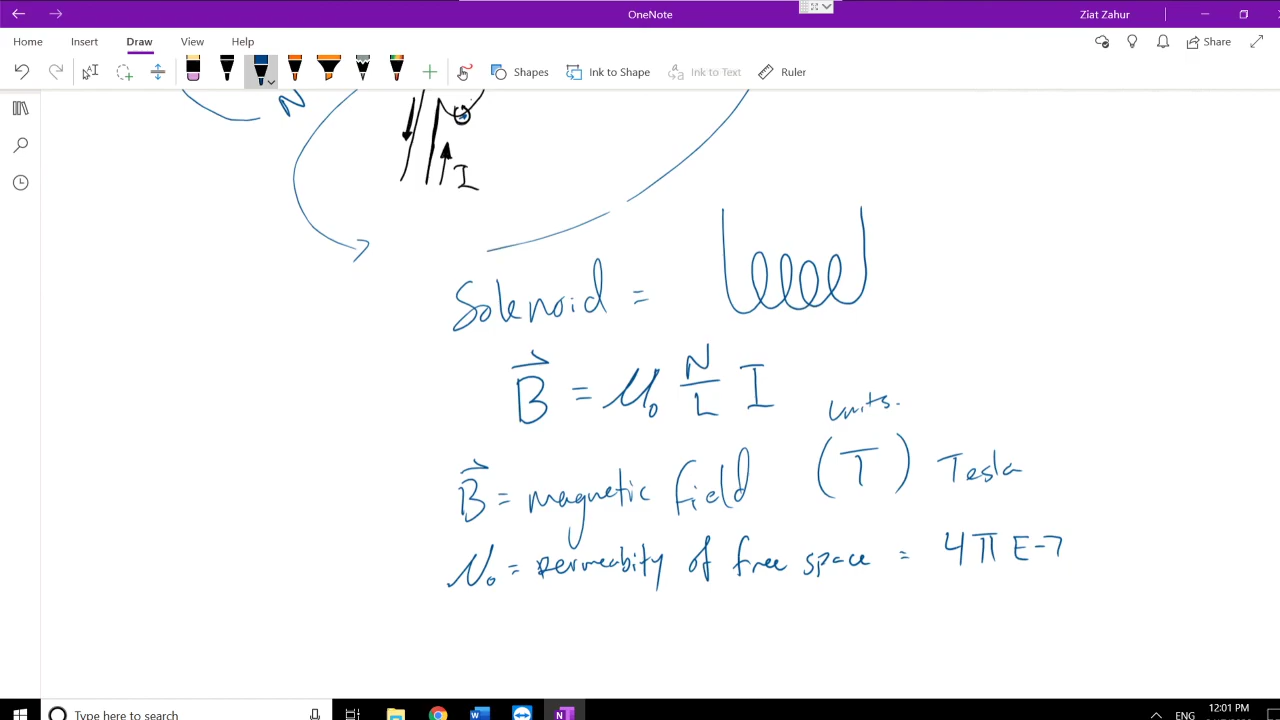 OneNote
Ziat Zahur
Home Insert Draw View Help
Share
Shapes Ink to Shape Ink to Text Ruler
N
I
Solenoid =
B = μ₀ N/L I
units.
B = magnetic field (T) Tesla
μ₀ = permeabity of free space = 4π E-7
12:01 PM
Type here to search
ENG